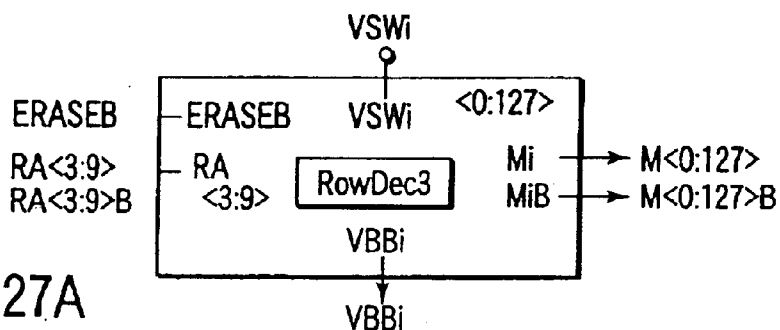 VSWi
ERASEB ERASEB VSWi <0:127>
RA<3:9> RA Mi M<0:127>
RA<3:9>B <3:9> RowDec3 MiB M<0:127>B
VBBi
27A
VBBi